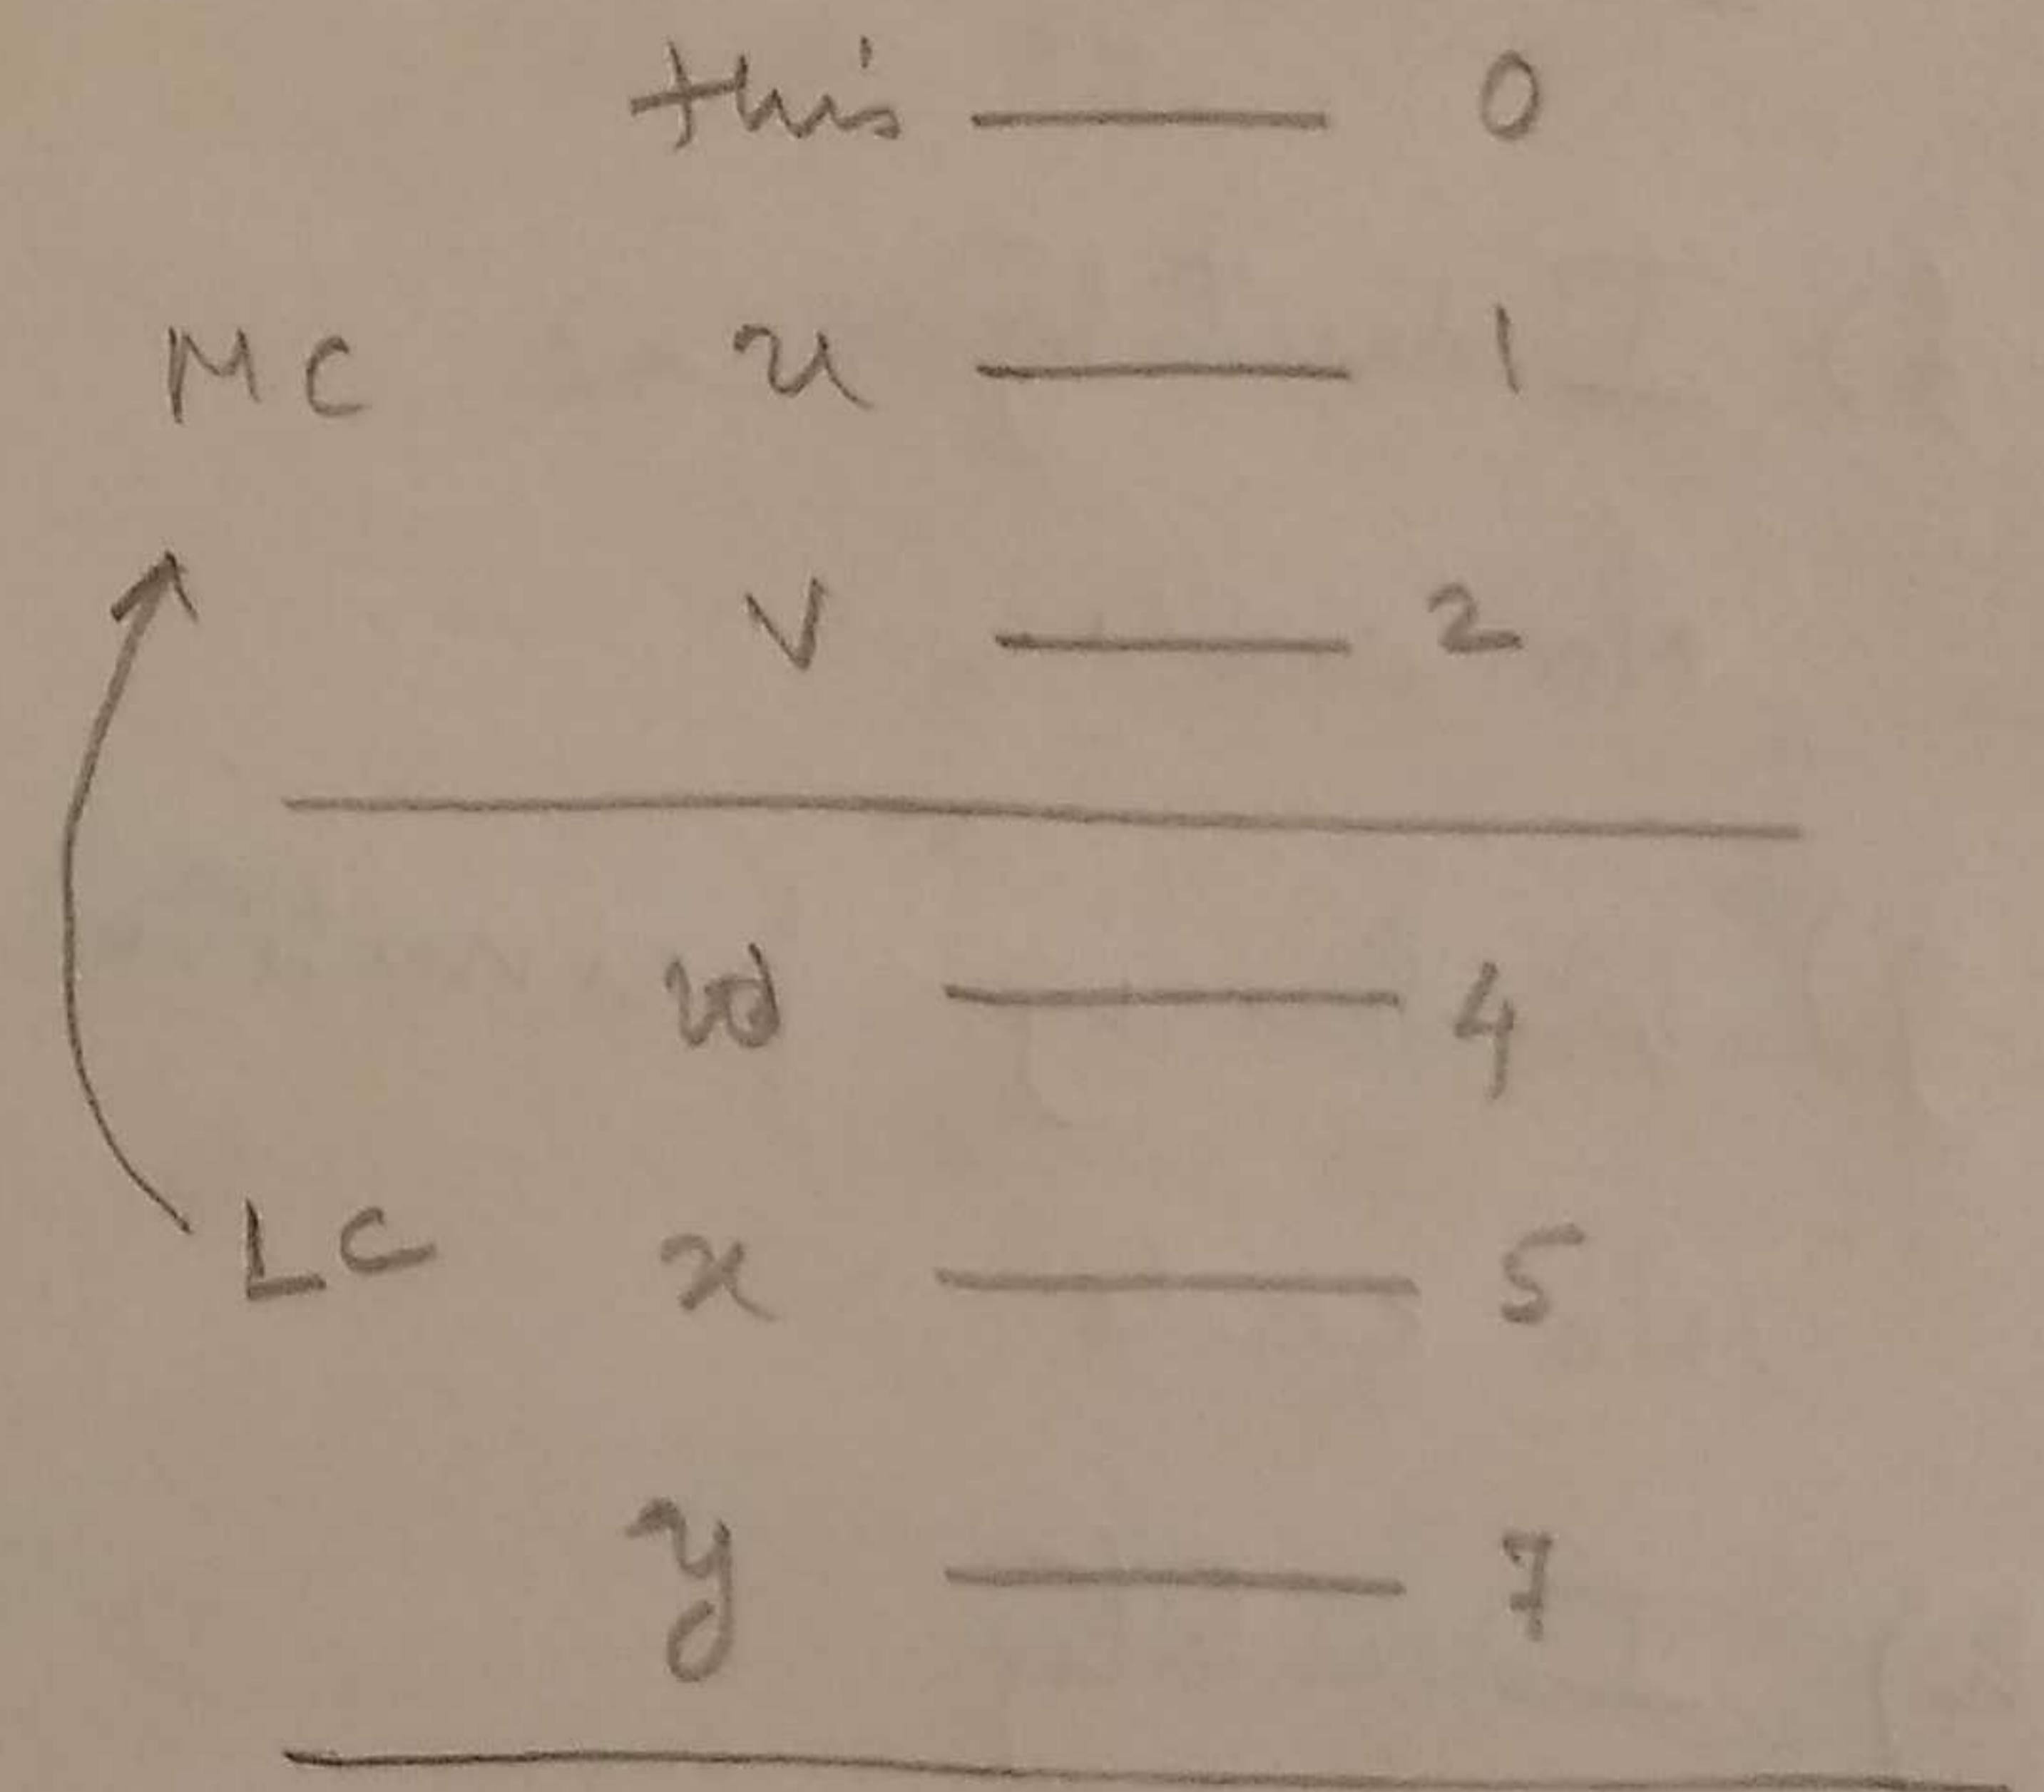 this — 0
MC u — 1
v — 2
w — 4
LC x — 5
y — 7